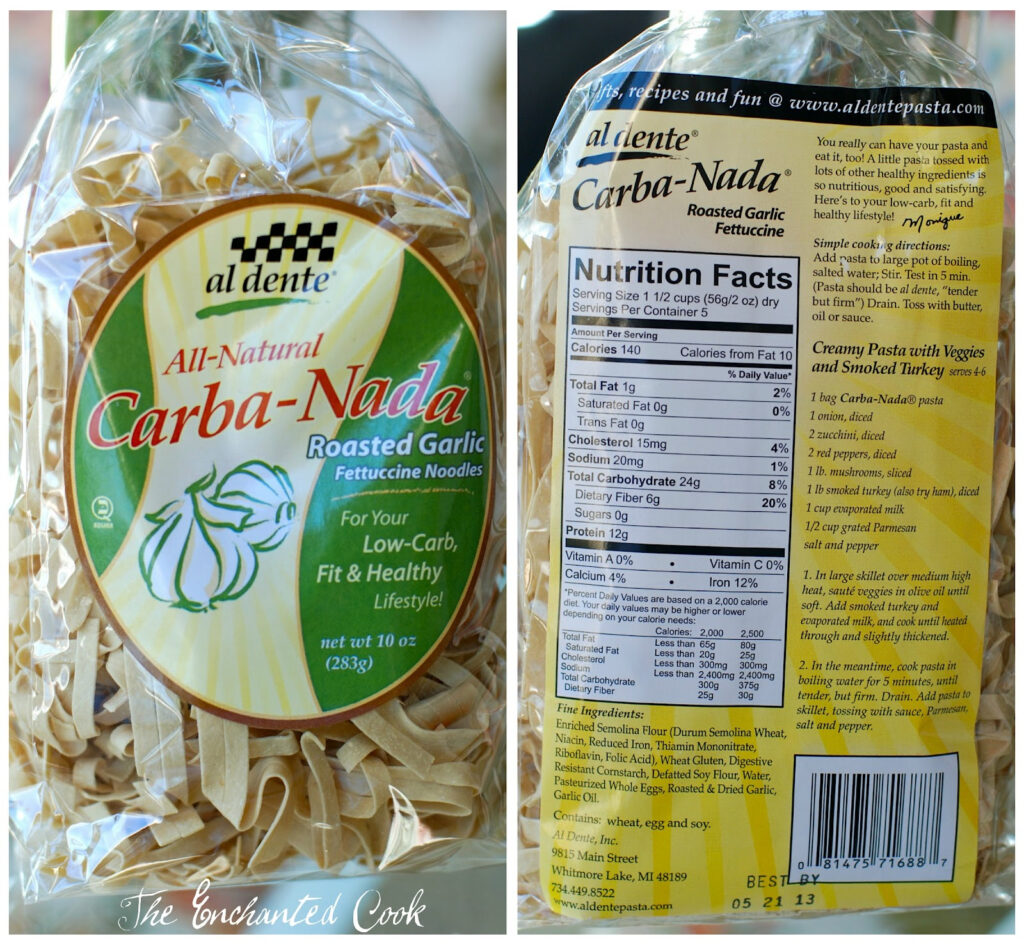 al dente®
All-Natural
Carba-Nada®
Roasted Garlic
Fettuccine Noodles
For Your
Low-Carb,
Fit & Healthy
Lifestyle!
net wt 10 oz
(283g)
The Enchanted Cook
recipes and fun @ www.aldentepasta.com
al dente®
Carba-Nada®
Roasted Garlic
Fettuccine
Nutrition Facts
Serving Size 1 1/2 cups (56g/2 oz) dry
Servings Per Container 5
Amount Per Serving
Calories 140 Calories from Fat 10
% Daily Value*
Total Fat 1g 2%
Saturated Fat 0g 0%
Trans Fat 0g
Cholesterol 15mg 4%
Sodium 20mg 1%
Total Carbohydrate 24g 8%
Dietary Fiber 6g 20%
Sugars 0g
Protein 12g
Vitamin A 0% • Vitamin C 0%
Calcium 4% • Iron 12%
*Percent Daily Values are based on a 2,000 calorie
diet. Your daily values may be higher or lower
depending on your calorie needs:
Calories: 2,000 2,500
Total Fat Less than 65g 80g
Saturated Fat Less than 20g 25g
Cholesterol Less than 300mg 300mg
Sodium Less than 2,400mg 2,400mg
Total Carbohydrate 300g 375g
Dietary Fiber 25g 30g
Fine Ingredients:
Enriched Semolina Flour (Durum Semolina Wheat,
Niacin, Reduced Iron, Thiamin Mononitrate,
Riboflavin, Folic Acid), Wheat Gluten, Digestive
Resistant Cornstarch, Defatted Soy Flour, Water,
Pasteurized Whole Eggs, Roasted & Dried Garlic,
Garlic Oil.
Contains: wheat, egg and soy.
Al Dente, Inc.
9815 Main Street
Whitmore Lake, MI 48189
734.449.8522
www.aldentepasta.com
You really can have your pasta and
eat it, too! A little pasta tossed with
lots of other healthy ingredients is
so nutritious, good and satisfying.
Here's to your low-carb, fit and
healthy lifestyle! Monique
Simple cooking directions:
Add pasta to large pot of boiling,
salted water; Stir. Test in 5 min.
(Pasta should be al dente, "tender
but firm") Drain. Toss with butter,
oil or sauce.
Creamy Pasta with Veggies
and Smoked Turkey serves 4-6
1 bag Carba-Nada® pasta
1 onion, diced
2 zucchini, diced
2 red peppers, diced
1 lb. mushrooms, sliced
1 lb smoked turkey (also try ham), diced
1 cup evaporated milk
1/2 cup grated Parmesan
salt and pepper
1. In large skillet over medium high
heat, sauté veggies in olive oil until
soft. Add smoked turkey and
evaporated milk, and cook until heated
through and slightly thickened.
2. In the meantime, cook pasta in
boiling water for 5 minutes, until
tender, but firm. Drain. Add pasta to
skillet, tossing with sauce, Parmesan,
salt and pepper.
0 81475 71688 7
BEST BY
05 21 13